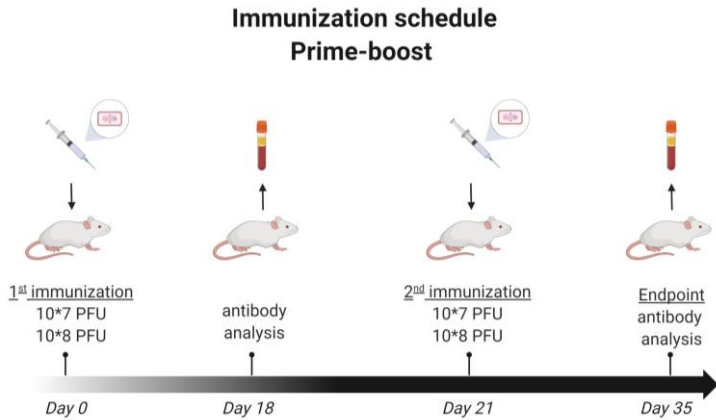 Immunization schedule
Prime-boost
1st immunization
10*7 PFU
10*8 PFU
antibody
analysis
2nd immunization
10*7 PFU
10*8 PFU
Endpoint
antibody
analysis
Day 0
Day 18
Day 21
Day 35